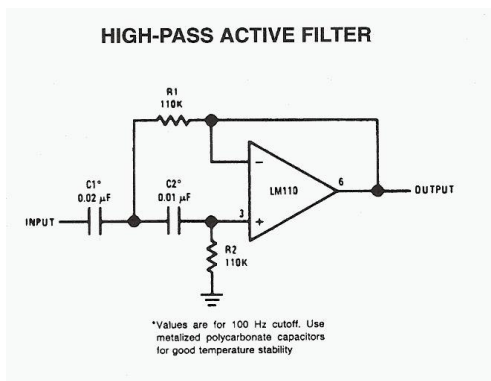 HIGH-PASS ACTIVE FILTER
R1
110K
−
C1*
0.02 µF
C2*
0.01 µF
LM110
6
OUTPUT
INPUT
3
+
R2
110K
*Values are for 100 Hz cutoff. Use
metalized polycarbonate capacitors
for good temperature stability